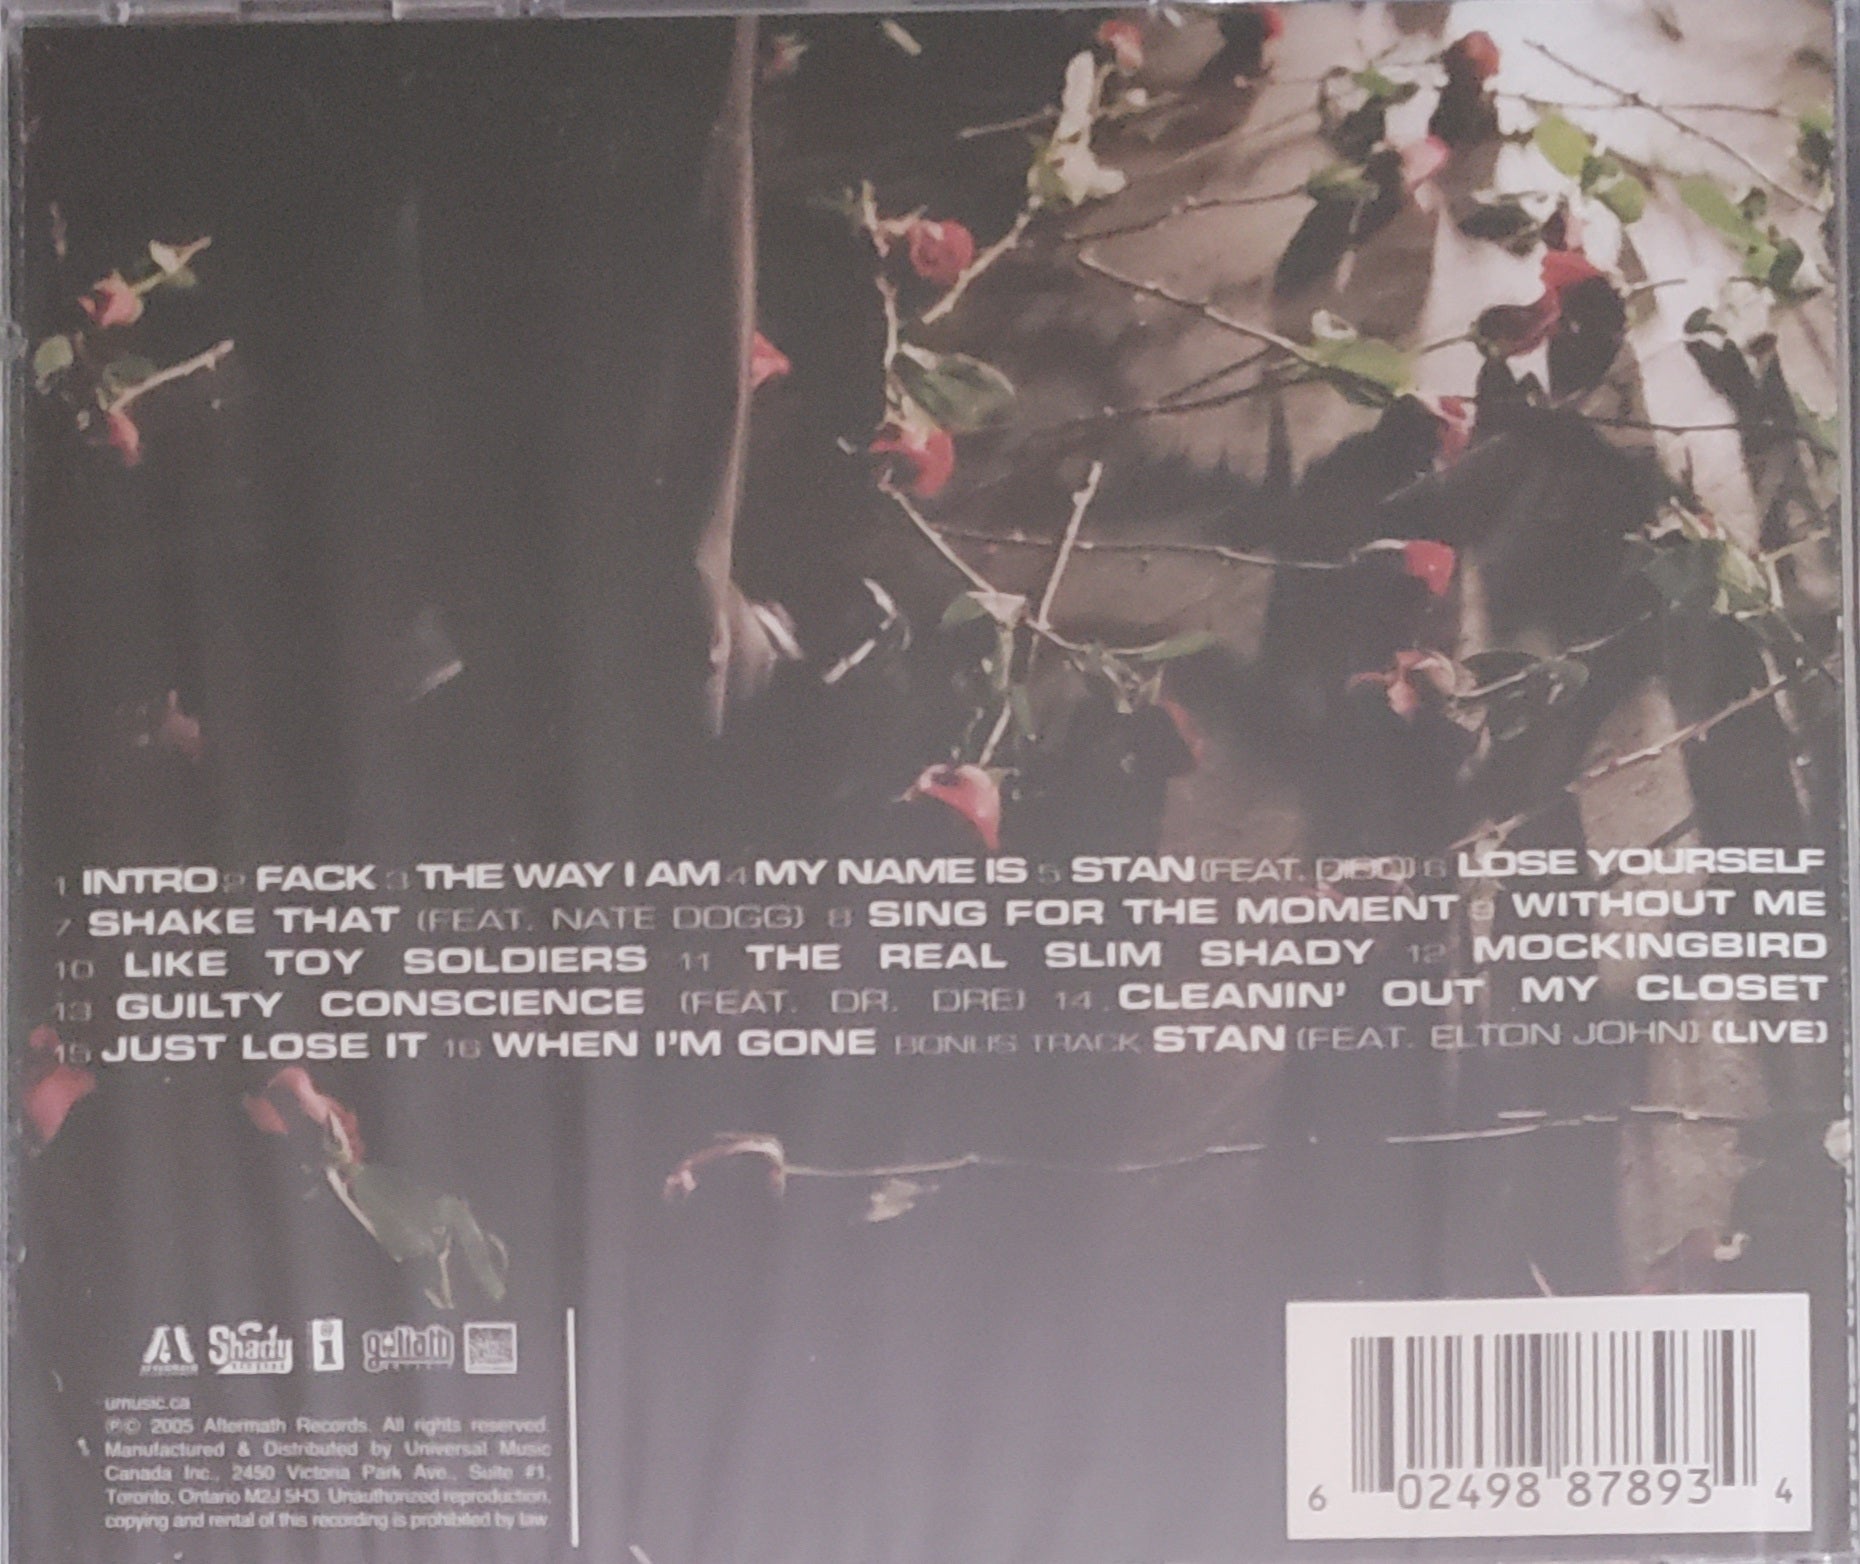 1 INTRO 2 FACK 3 THE WAY I AM 4 MY NAME IS 5 STAN (FEAT. DIDO) 6 LOSE YOURSELF
7 SHAKE THAT (FEAT. NATE DOGG) 8 SING FOR THE MOMENT 9 WITHOUT ME
10 LIKE TOY SOLDIERS 11 THE REAL SLIM SHADY 12 MOCKINGBIRD
13 GUILTY CONSCIENCE (FEAT. DR. DRE) 14 CLEANIN' OUT MY CLOSET
15 JUST LOSE IT 16 WHEN I'M GONE BONUS TRACK STAN (FEAT. ELTON JOHN) (LIVE)
Shady i goliath
umusic.ca
℗© 2005 Aftermath Records. All rights reserved.
Manufactured & Distributed by Universal Music
Canada Inc., 2450 Victoria Park Ave., Suite #1,
Toronto, Ontario M2J 5H3. Unauthorized reproduction,
copying and rental of this recording is prohibited by law.
6 02498 87893 4